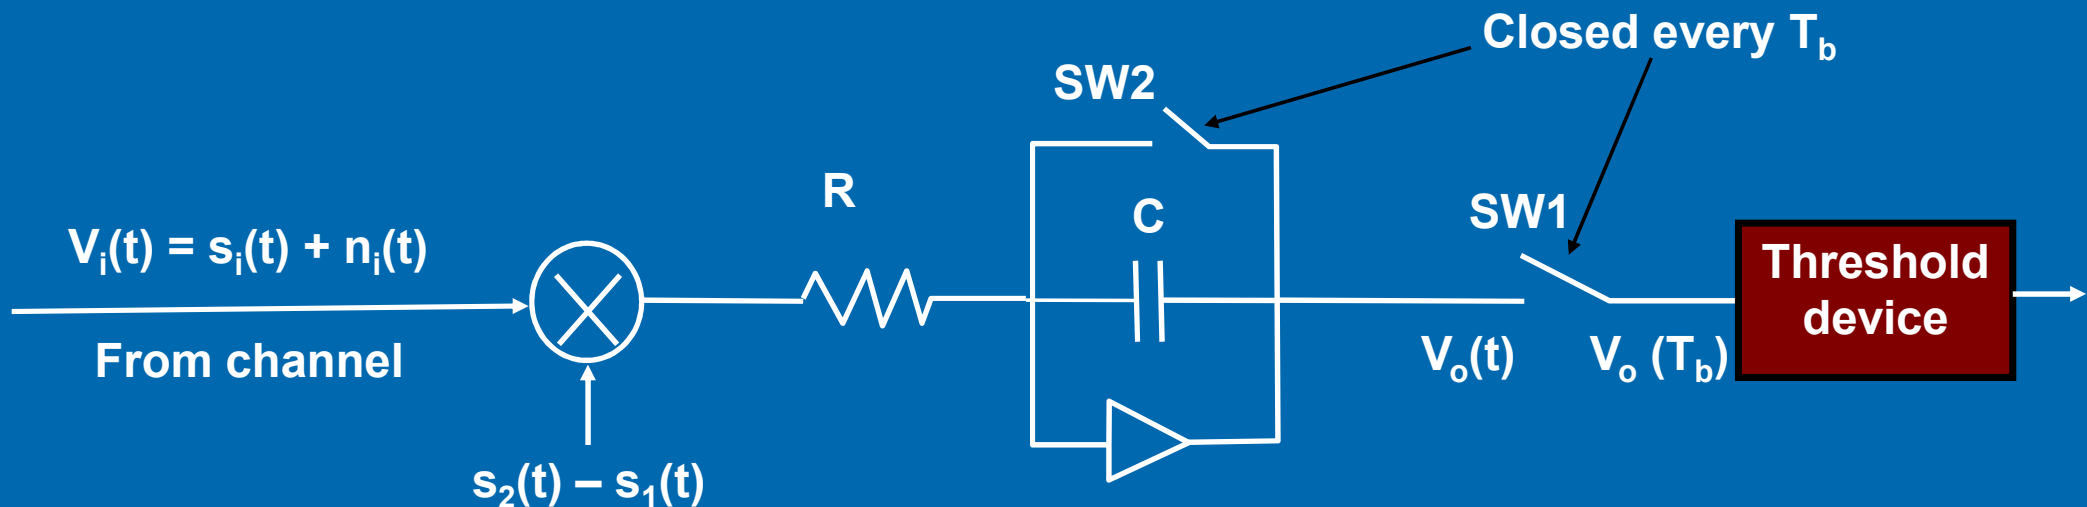 Closed every T_b
SW2
R
C
SW1
V_i(t) = s_i(t) + n_i(t)
From channel
Threshold
device
V_o(t)
V_o (T_b)
s_2(t) – s_1(t)